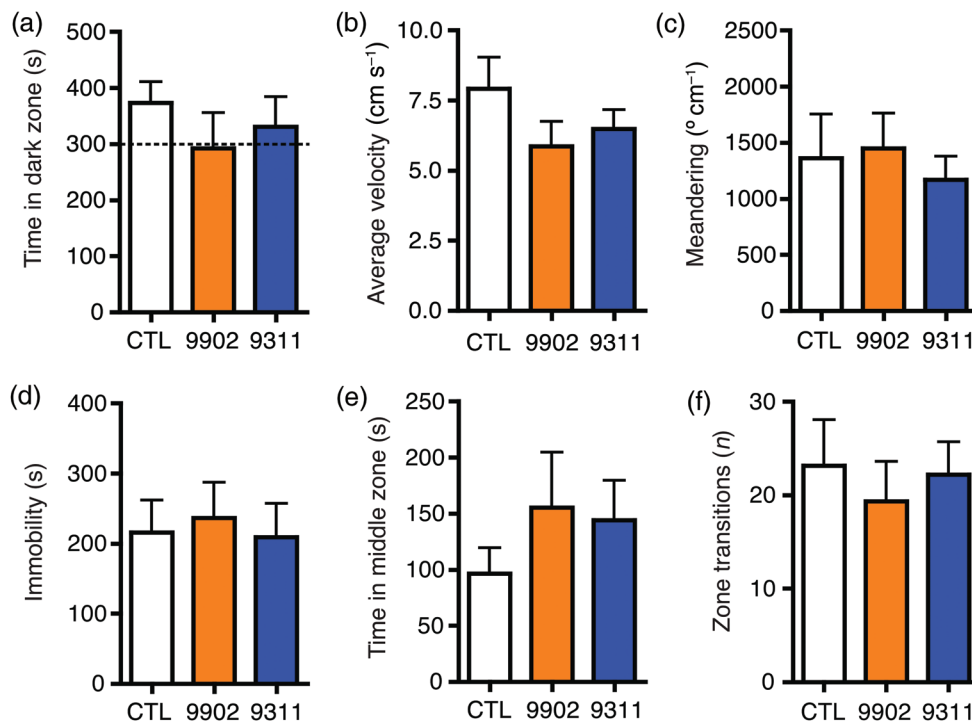 (a)
Time in dark zone (s)
500
400
300
200
100
0
CTL 9902 9311
(b)
Average velocity (cm s⁻¹)
10.0
7.5
5.0
2.5
0.0
CTL 9902 9311
(c)
Meandering (º cm⁻¹)
2500
2000
1500
1000
500
0
CTL 9902 9311
(d)
Immobility (s)
400
300
200
100
0
CTL 9902 9311
(e)
Time in middle zone (s)
250
200
150
100
50
0
CTL 9902 9311
(f)
Zone transitions (n)
30
20
10
0
CTL 9902 9311